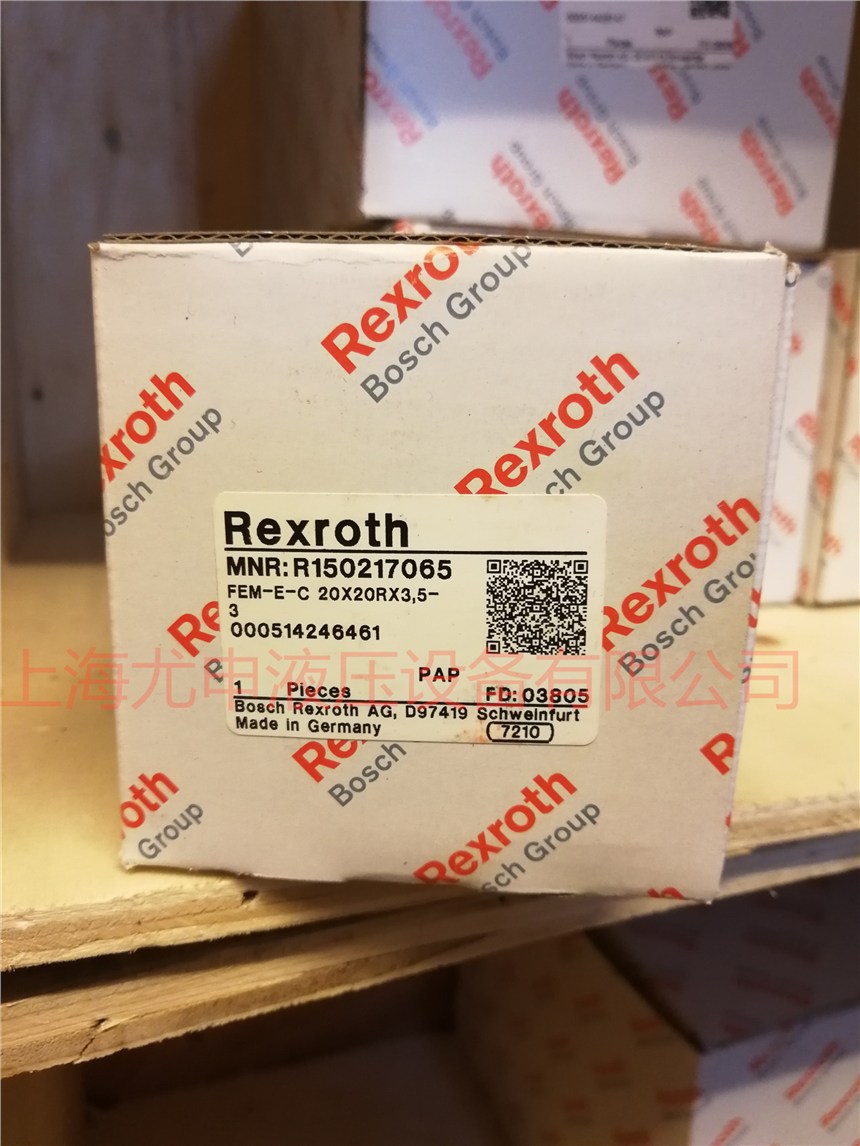 Rexroth
Bosch Group
Rexroth
Bosch Group
Rexroth
Bosch Group
Rexroth
MNR: R150217065
FEM-E-C 20X20RX3,5-
3
000514246461
PAP
1 Pieces FD: 03805
Bosch Rexroth AG, D97419 Schweinfurt
Made in Germany 7210
上海尤电液压设备有限公司
Rexroth
Bosch Group
Rexroth
Bosch Group